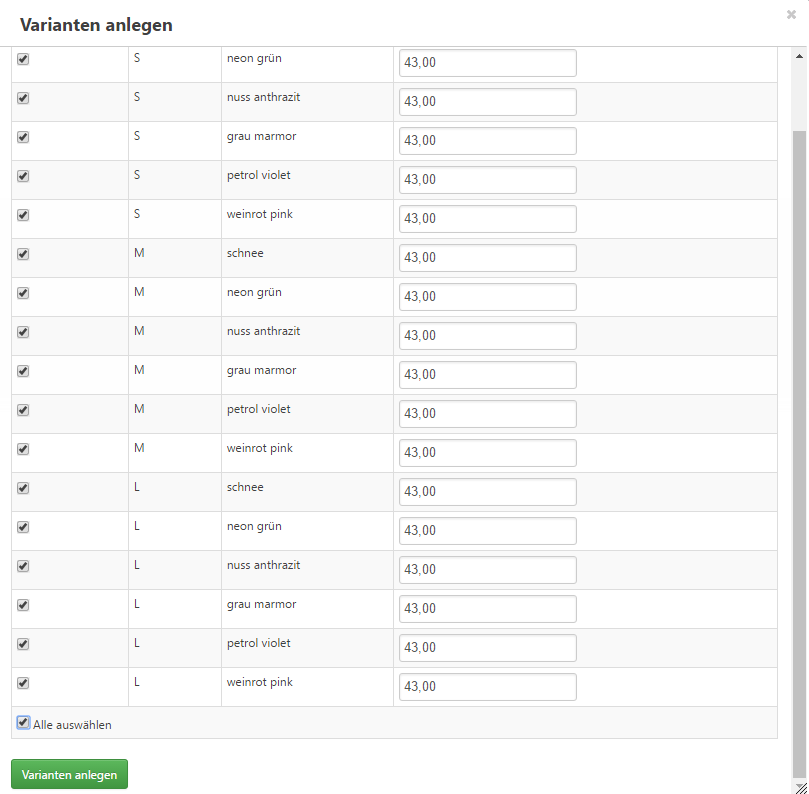 Varianten anlegen
S neon grün 43,00
S nuss anthrazit 43,00
S grau marmor 43,00
S petrol violet 43,00
S weinrot pink 43,00
M schnee 43,00
M neon grün 43,00
M nuss anthrazit 43,00
M grau marmor 43,00
M petrol violet 43,00
M weinrot pink 43,00
L schnee 43,00
L neon grün 43,00
L nuss anthrazit 43,00
L grau marmor 43,00
L petrol violet 43,00
L weinrot pink 43,00
Alle auswählen
Varianten anlegen